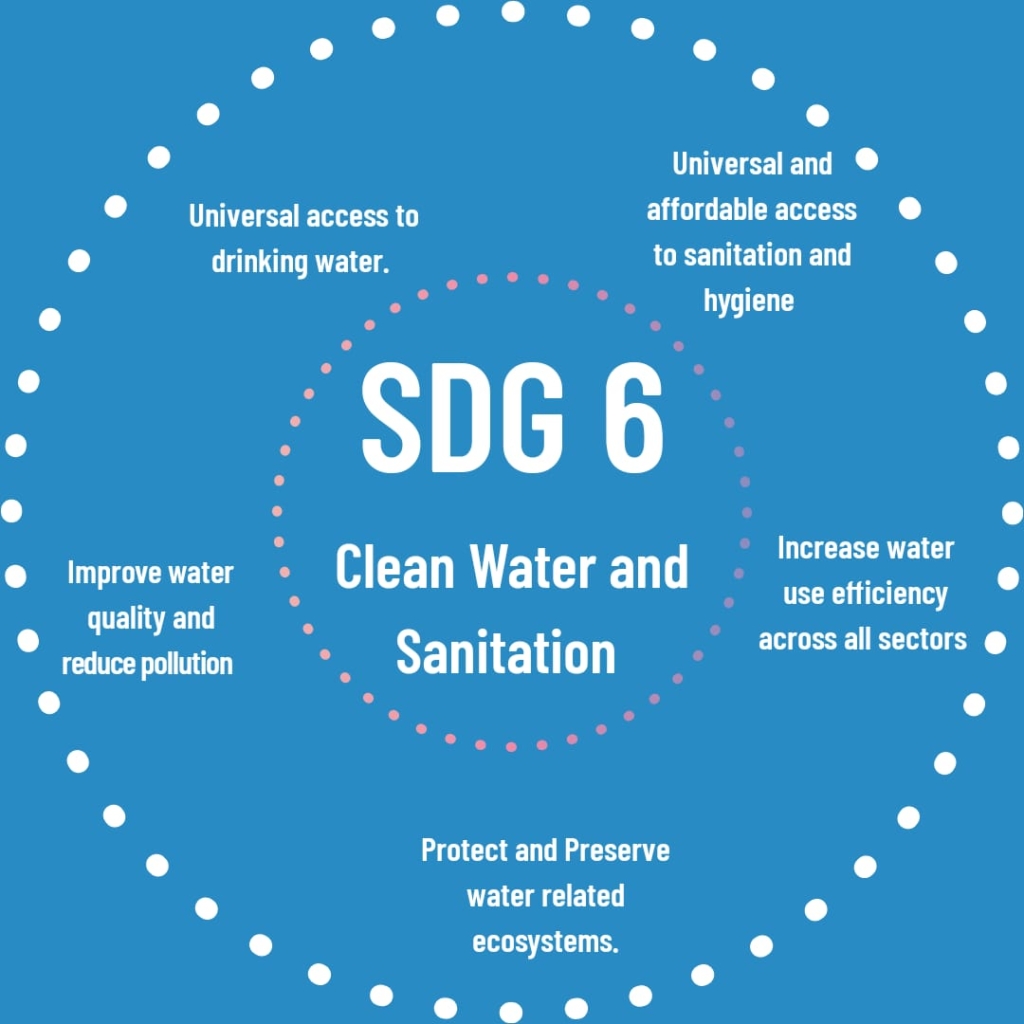 Universal access to
drinking water.
Universal and
affordable access
to sanitation and
hygiene
SDG 6
Clean Water and
Sanitation
Improve water
quality and
reduce pollution
Increase water
use efficiency
across all sectors
Protect and Preserve
water related
ecosystems.